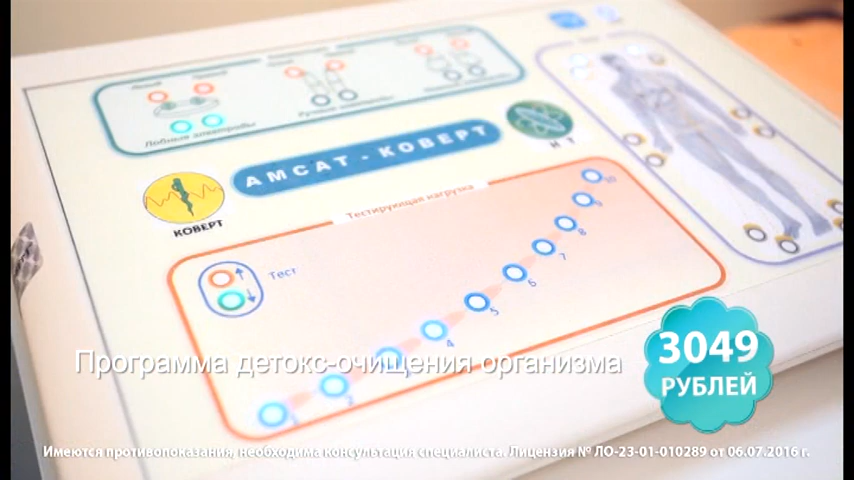 Лобные электроды
Ручные электроды
АМСАТ - КОВЕРТ
КОВЕРТ
Тестирующая нагрузка
Тест
10
9
8
7
6
5
4
3
2
1
Программа детокс-очищения организма
3049
РУБЛЕЙ
Имеются противопоказания, необходима консультация специалиста. Лицензия № ЛО-23-01-010289 от 06.07.2016 г.